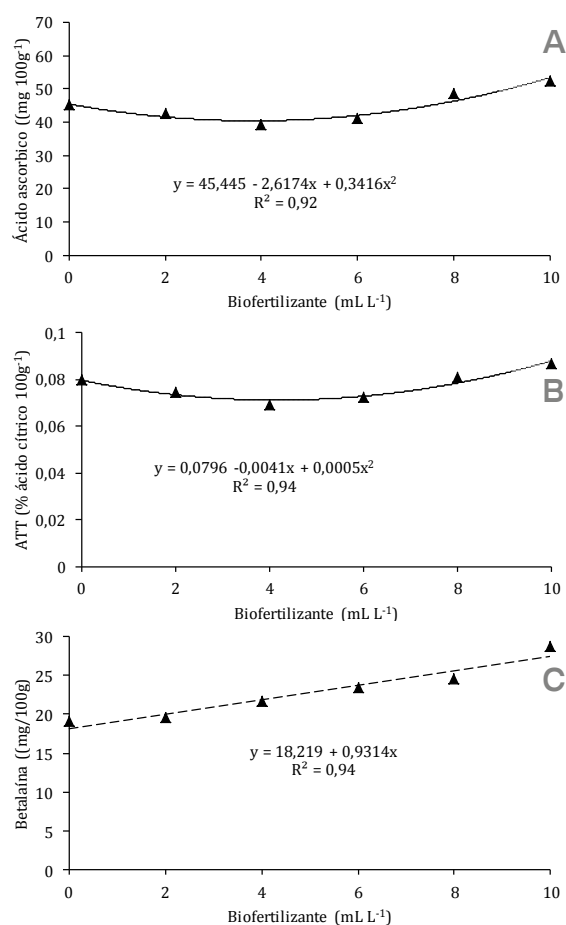 A
Ácido ascorbico ((mg 100g⁻¹)
70
60
50
40
30
20
10
0
y = 45,445 - 2,6174x + 0,3416x²
R² = 0,92
0 2 4 6 8 10
Biofertilizante (mL L⁻¹)
B
ATT (% ácido cítrico 100g⁻¹)
0,1
0,08
0,06
0,04
0,02
0
y = 0,0796 -0,0041x + 0,0005x²
R² = 0,94
0 2 4 6 8 10
Biofertilizante (mL L⁻¹)
C
Betalaína ((mg/100g)
30
25
20
15
10
5
0
y = 18,219 + 0,9314x
R² = 0,94
0 2 4 6 8 10
Biofertilizante (mL L⁻¹)